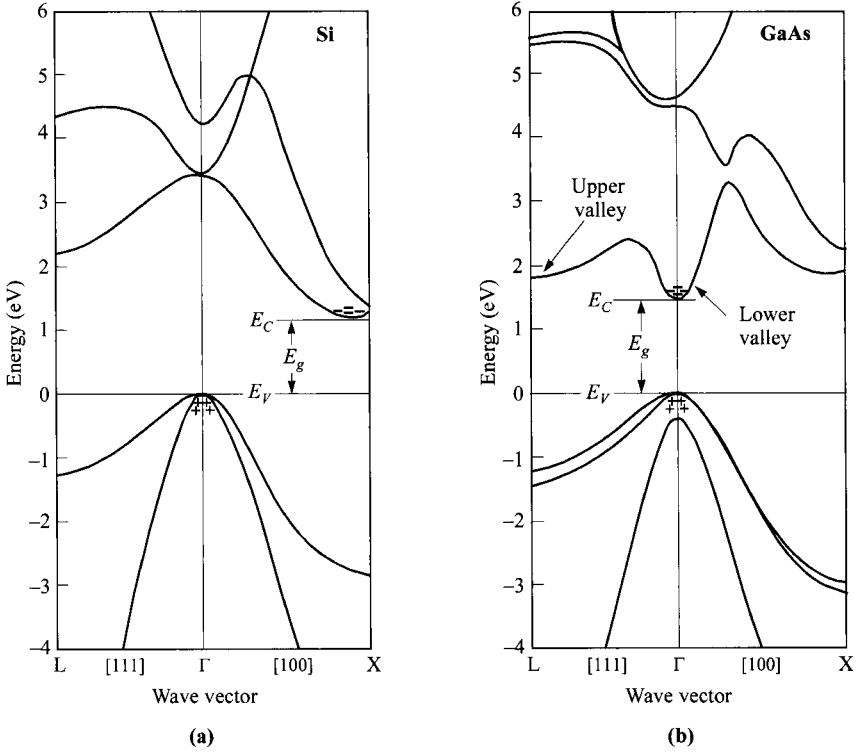 6
5
4
3
2
1
0
−1
−2
−3
−4
Energy (eV)
Si
E_C
E_g
E_V
L [111] Γ [100] X
Wave vector
(a)
6
5
4
3
2
1
0
−1
−2
−3
−4
Energy (eV)
GaAs
Upper
valley
Lower
valley
E_C
E_g
E_V
L [111] Γ [100] X
Wave vector
(b)